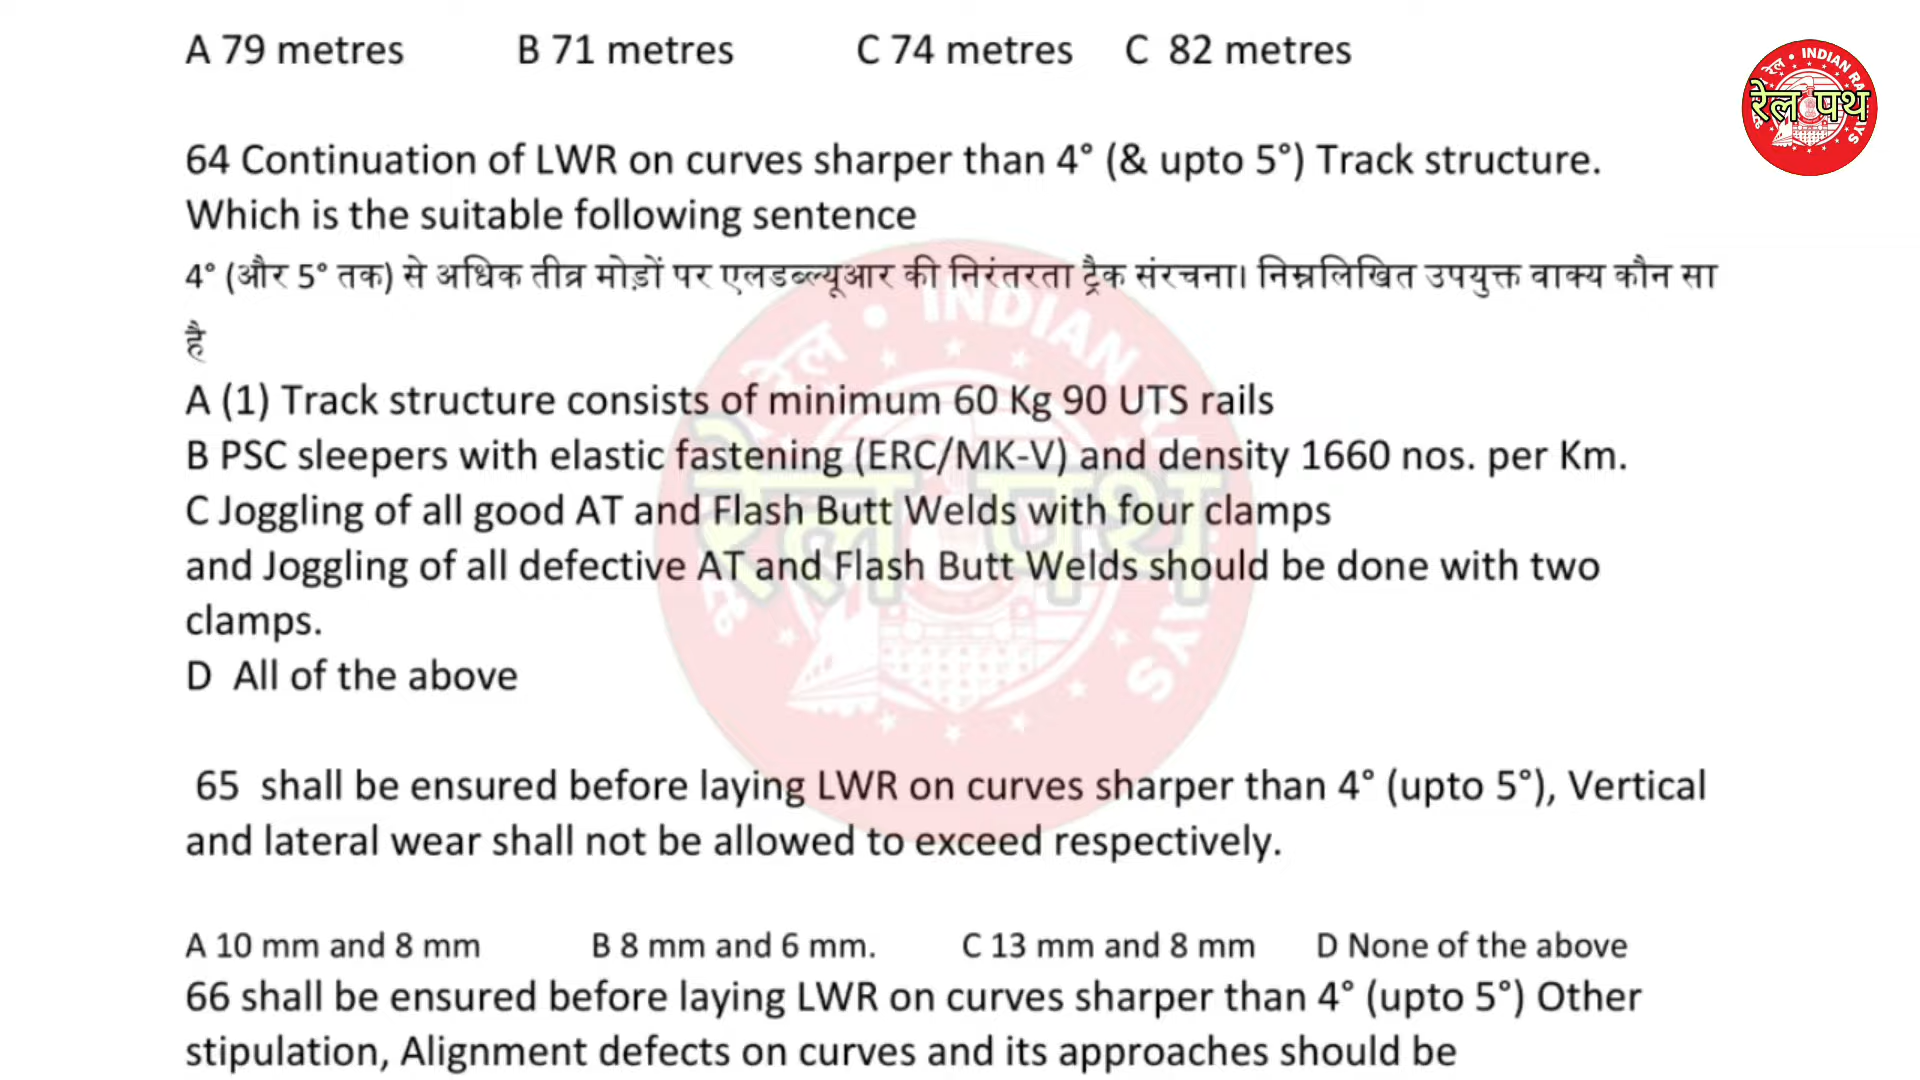 A 79 metres B 71 metres C 74 metres C 82 metres
64 Continuation of LWR on curves sharper than 4° (& upto 5°) Track structure.
Which is the suitable following sentence
4° (और 5° तक) से अधिक तीव्र मोड़ों पर एलडब्ल्यूआर की निरंतरता ट्रैक संरचना। निम्नलिखित उपयुक्त वाक्य कौन सा
है
A (1) Track structure consists of minimum 60 Kg 90 UTS rails
B PSC sleepers with elastic fastening (ERC/MK-V) and density 1660 nos. per Km.
C Joggling of all good AT and Flash Butt Welds with four clamps
and Joggling of all defective AT and Flash Butt Welds should be done with two
clamps.
D All of the above
65 shall be ensured before laying LWR on curves sharper than 4° (upto 5°), Vertical
and lateral wear shall not be allowed to exceed respectively.
A 10 mm and 8 mm B 8 mm and 6 mm. C 13 mm and 8 mm D None of the above
66 shall be ensured before laying LWR on curves sharper than 4° (upto 5°) Other
stipulation, Alignment defects on curves and its approaches should be
रेल • INDIAN
रेल पथ